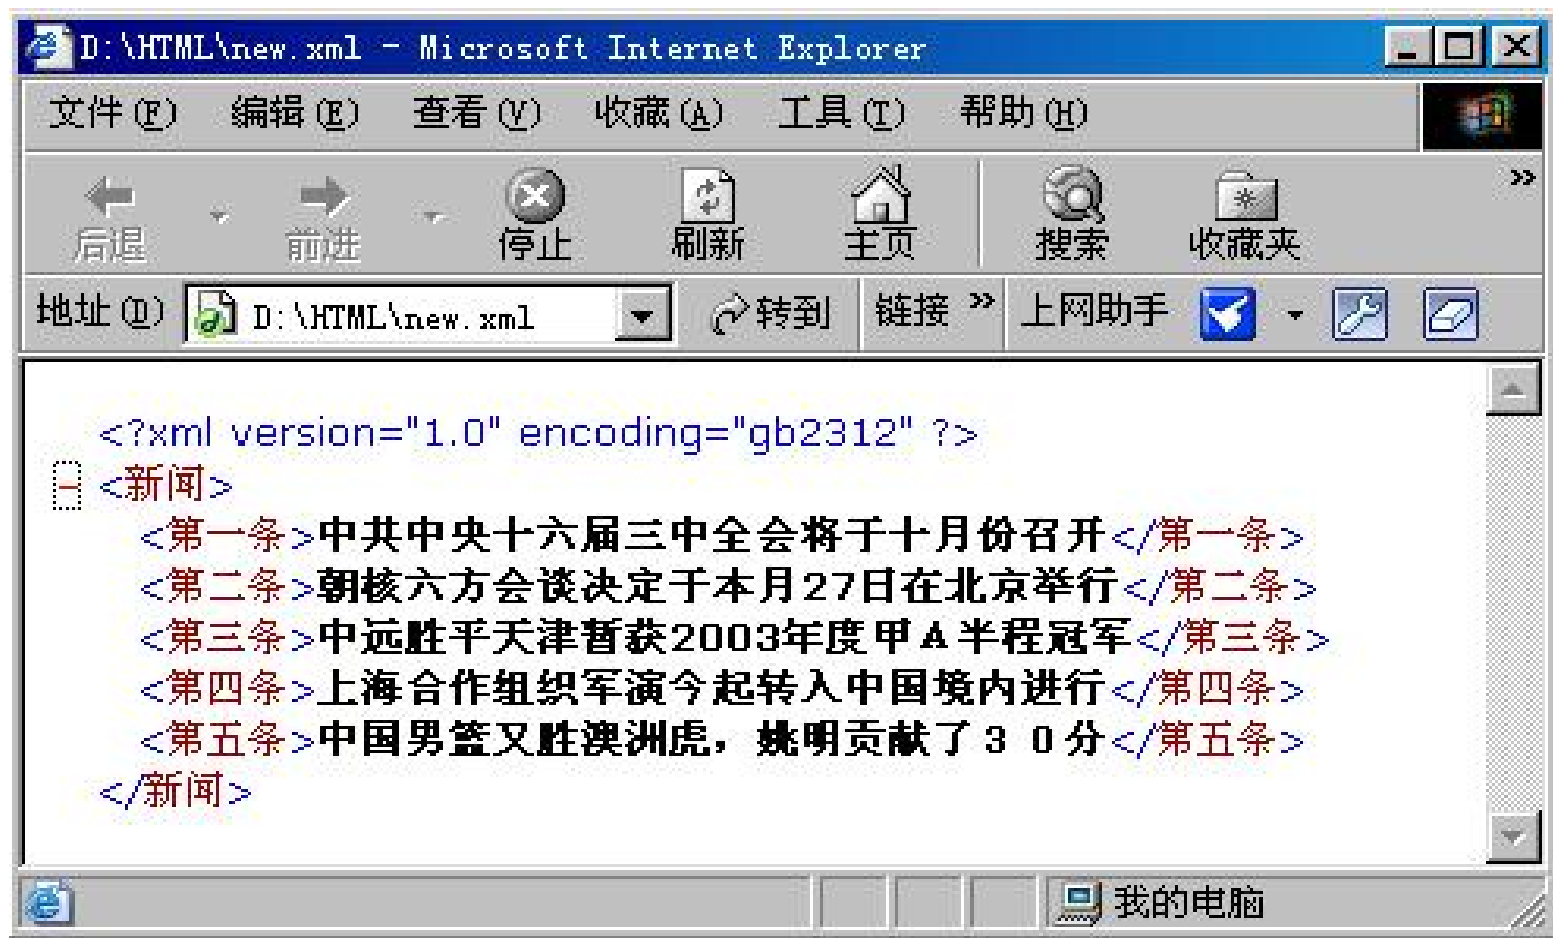 D:\HTML\new.xml - Microsoft Internet Explorer
文件(F) 编辑(E) 查看(V) 收藏(A) 工具(T) 帮助(H)
后退 前进 停止 刷新 主页 搜索 收藏夹 »
地址(D) D:\HTML\new.xml 转到 链接 » 上网助手
<?xml version="1.0" encoding="gb2312" ?>
- <新闻>
<第一条>中共中央十六届三中全会将于十月份召开</第一条>
<第二条>朝核六方会谈决定于本月27日在北京举行</第二条>
<第三条>中远胜平天津暂获2003年度甲A半程冠军</第三条>
<第四条>上海合作组织军演今起转入中国境内进行</第四条>
<第五条>中国男篮又胜澳洲虎，姚明贡献了３０分</第五条>
</新闻>
我的电脑